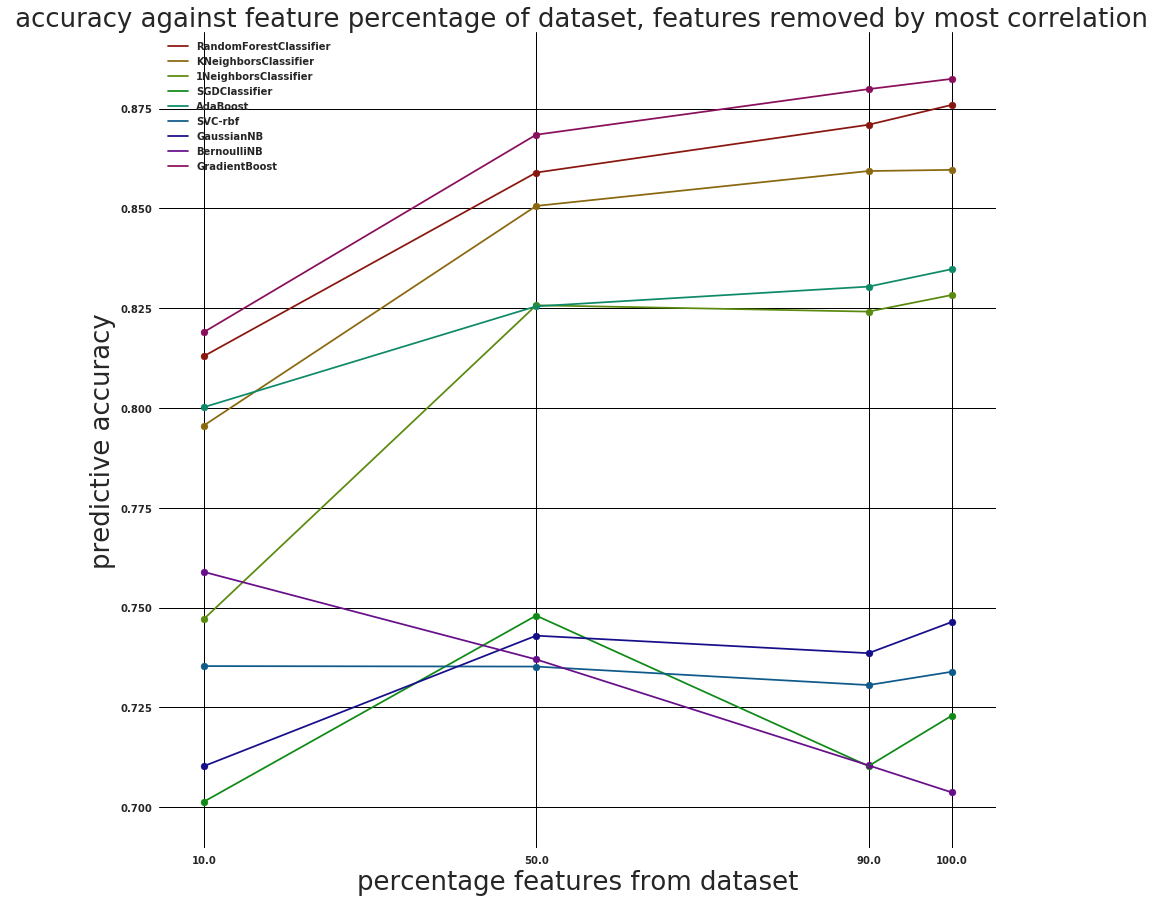 accuracy against feature percentage of dataset, features removed by most correlation
RandomForestClassifier
KNeighborsClassifier
1NeighborsClassifier
SGDClassifier
AdaBoost
SVC-rbf
GaussianNB
BernoulliNB
GradientBoost
0.875
0.850
0.825
0.800
0.775
0.750
0.725
0.700
predictive accuracy
10.0 50.0 90.0 100.0
percentage features from dataset